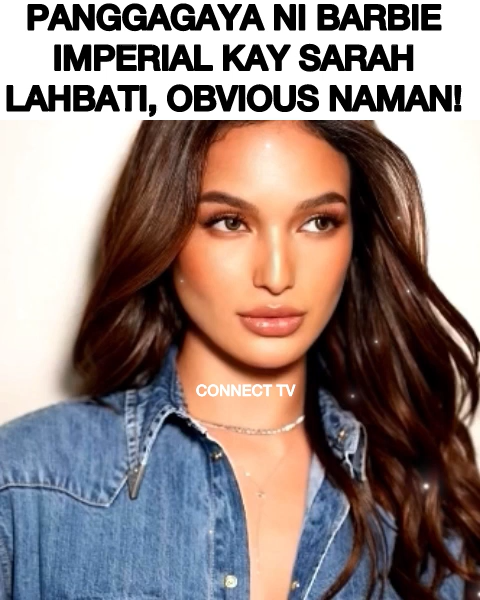 PANGGAGAYA NI BARBIE
IMPERIAL KAY SARAH
LAHBATI, OBVIOUS NAMAN!
CONNECT TV